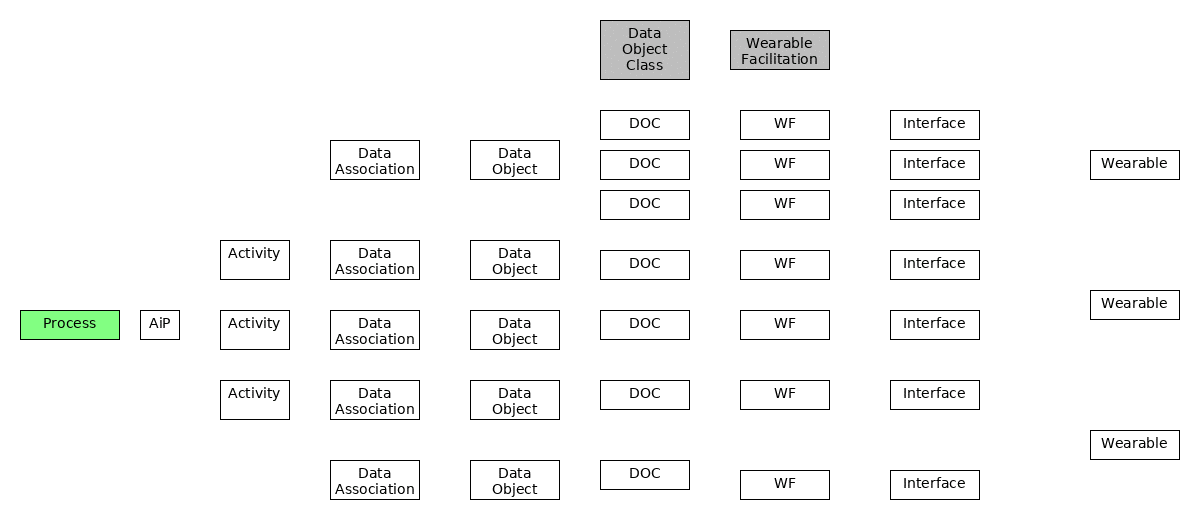 Data
Object
Class
Wearable
Facilitation
DOC
WF
Interface
Data
Association
Data
Object
DOC
WF
Interface
Wearable
DOC
WF
Interface
Activity
Data
Association
Data
Object
DOC
WF
Interface
Wearable
Process
AiP
Activity
Data
Association
Data
Object
DOC
WF
Interface
Activity
Data
Association
Data
Object
DOC
WF
Interface
Wearable
Data
Association
Data
Object
DOC
WF
Interface